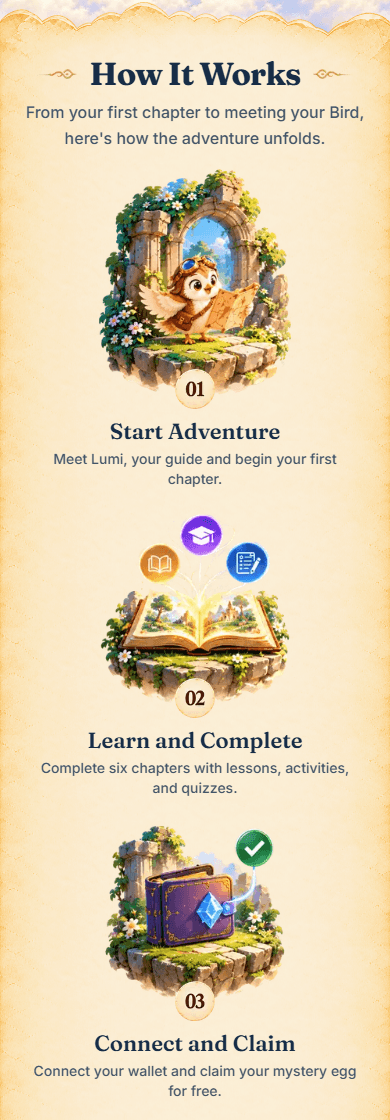 How It Works
From your first chapter to meeting your Bird,
here's how the adventure unfolds.
01
Start Adventure
Meet Lumi, your guide and begin your first
chapter.
02
Learn and Complete
Complete six chapters with lessons, activities,
and quizzes.
03
Connect and Claim
Connect your wallet and claim your mystery egg
for free.